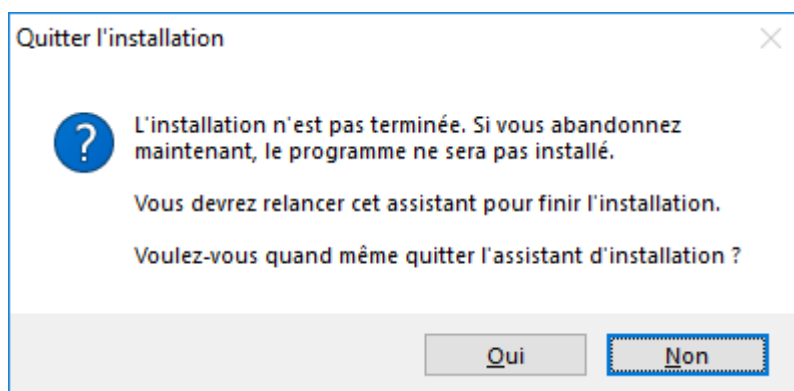 Quitter l'installation
?
L'installation n'est pas terminée. Si vous abandonnez
maintenant, le programme ne sera pas installé.
Vous devrez relancer cet assistant pour finir l'installation.
Voulez-vous quand même quitter l'assistant d'installation ?
Oui
Non